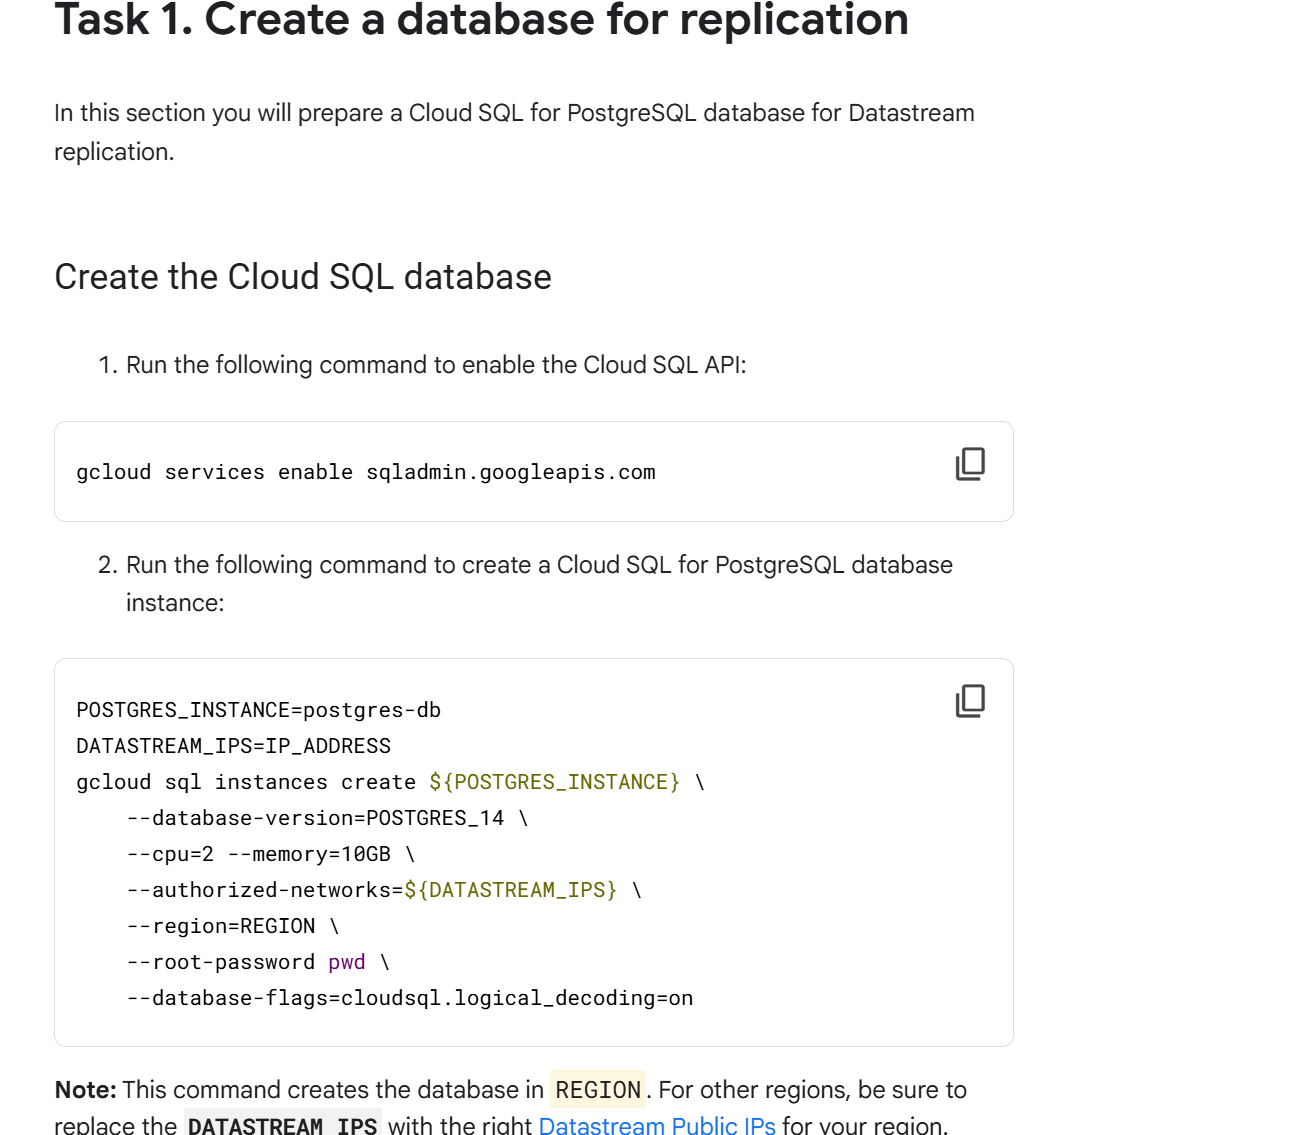 Task 1. Create a database for replication
In this section you will prepare a Cloud SQL for PostgreSQL database for Datastream
replication.
Create the Cloud SQL database
1. Run the following command to enable the Cloud SQL API:
gcloud services enable sqladmin.googleapis.com
2. Run the following command to create a Cloud SQL for PostgreSQL database
instance:
POSTGRES_INSTANCE=postgres-db
DATASTREAM_IPS=IP_ADDRESS
gcloud sql instances create ${POSTGRES_INSTANCE} \
    --database-version=POSTGRES_14 \
    --cpu=2 --memory=10GB \
    --authorized-networks=${DATASTREAM_IPS} \
    --region=REGION \
    --root-password pwd \
    --database-flags=cloudsql.logical_decoding=on
Note: This command creates the database in REGION. For other regions, be sure to
replace the DATASTREAM_IPS with the right Datastream Public IPs for your region.